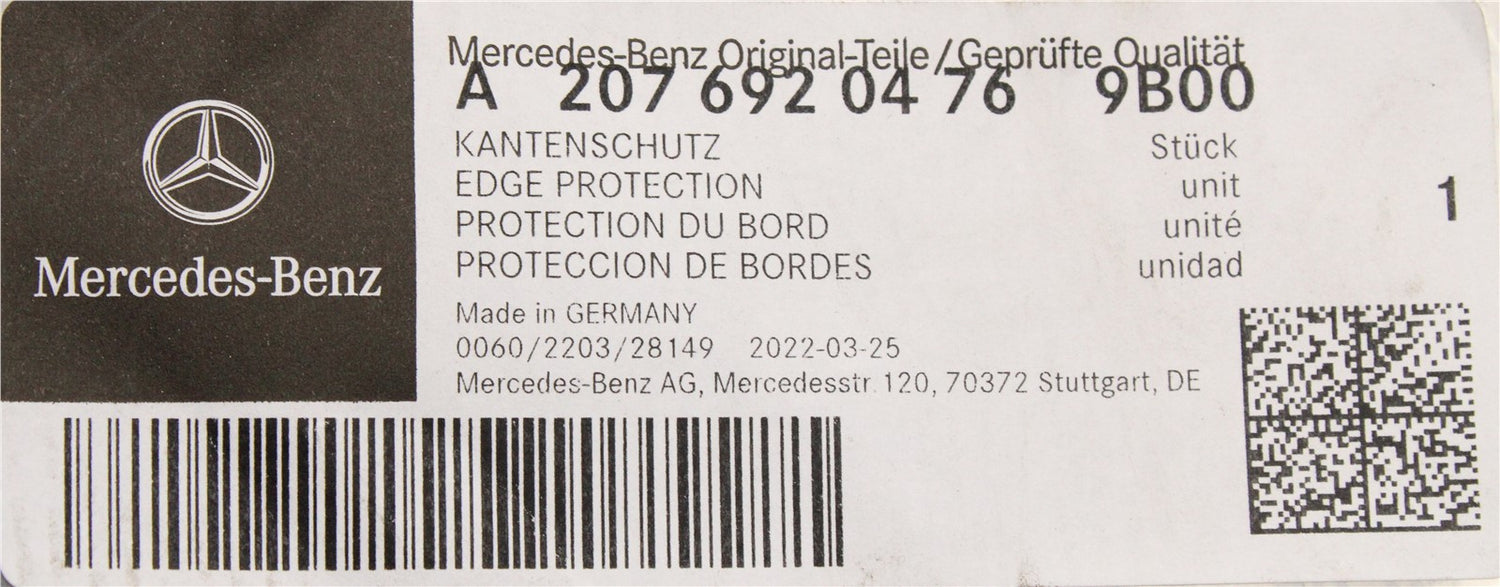 Mercedes-Benz
Mercedes-Benz Original-Teile/Geprüfte Qualität
A 207 692 04 76 9B00
KANTENSCHUTZ Stück
EDGE PROTECTION unit
PROTECTION DU BORD unité
PROTECCION DE BORDES unidad
1
Made in GERMANY
0060/2203/28149 2022-03-25
Mercedes-Benz AG, Mercedesstr. 120, 70372 Stuttgart, DE